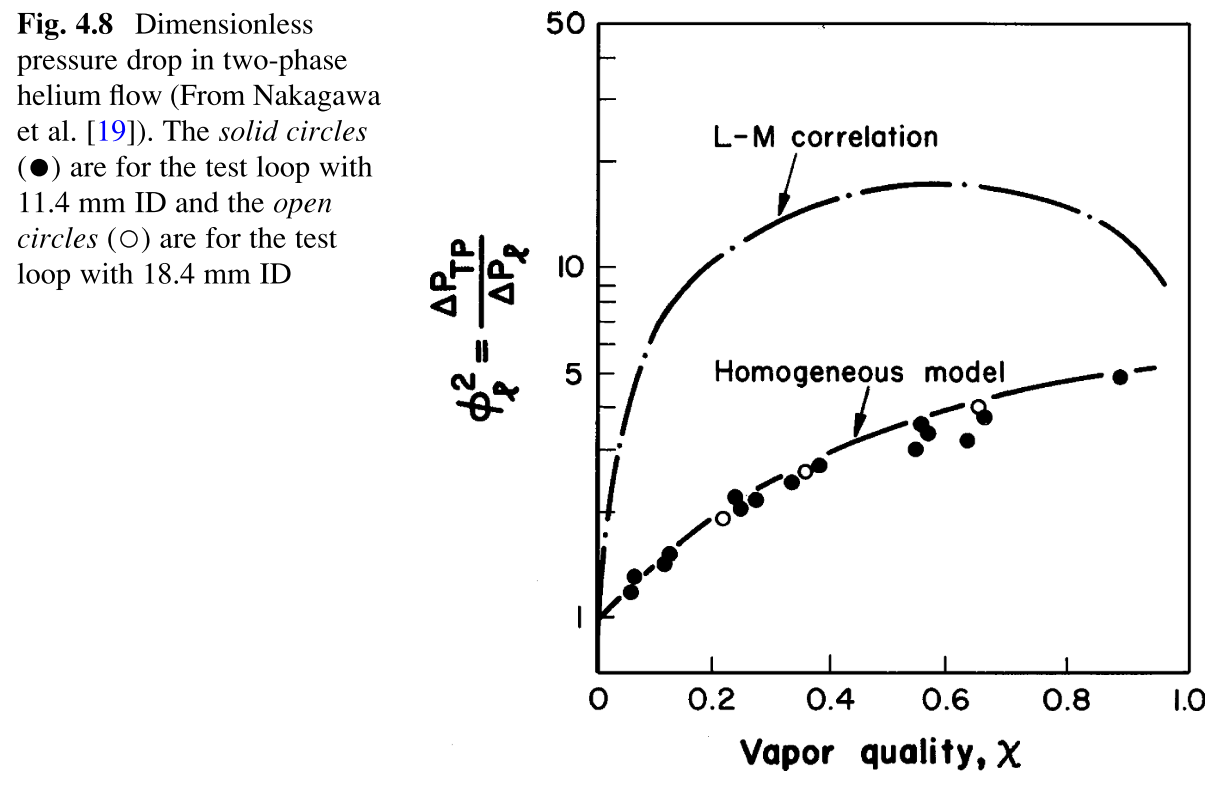 Fig. 4.8 Dimensionless
pressure drop in two-phase
helium flow (From Nakagawa
et al. [19]). The solid circles
(●) are for the test loop with
11.4 mm ID and the open
circles (○) are for the test
loop with 18.4 mm ID
50
10
5
1
ϕ²ℓ = ΔP_TP / ΔP_ℓ
L–M correlation
Homogeneous model
0 0.2 0.4 0.6 0.8 1.0
Vapor quality, χ